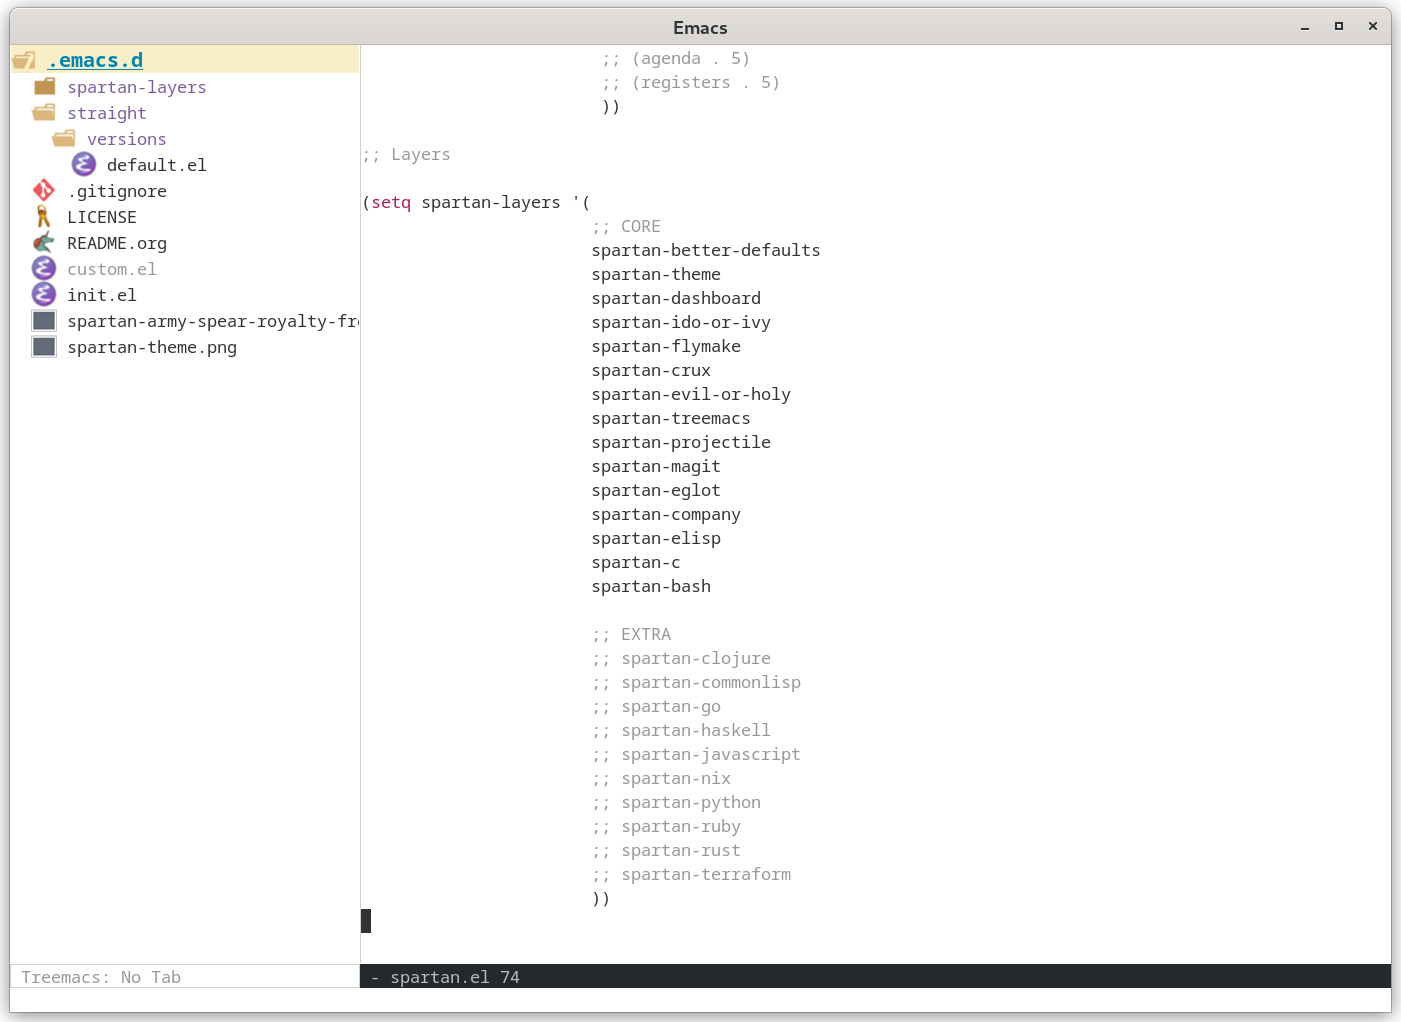 Emacs
.emacs.d
spartan-layers
straight
versions
default.el
.gitignore
LICENSE
README.org
custom.el
init.el
spartan-army-spear-royalty-fr
spartan-theme.png
Treemacs: No Tab
;; (agenda . 5)
;; (registers . 5)
))
;; Layers
(setq spartan-layers '(
;; CORE
spartan-better-defaults
spartan-theme
spartan-dashboard
spartan-ido-or-ivy
spartan-flymake
spartan-crux
spartan-evil-or-holy
spartan-treemacs
spartan-projectile
spartan-magit
spartan-eglot
spartan-company
spartan-elisp
spartan-c
spartan-bash
;; EXTRA
;; spartan-clojure
;; spartan-commonlisp
;; spartan-go
;; spartan-haskell
;; spartan-javascript
;; spartan-nix
;; spartan-python
;; spartan-ruby
;; spartan-rust
;; spartan-terraform
))
- spartan.el 74